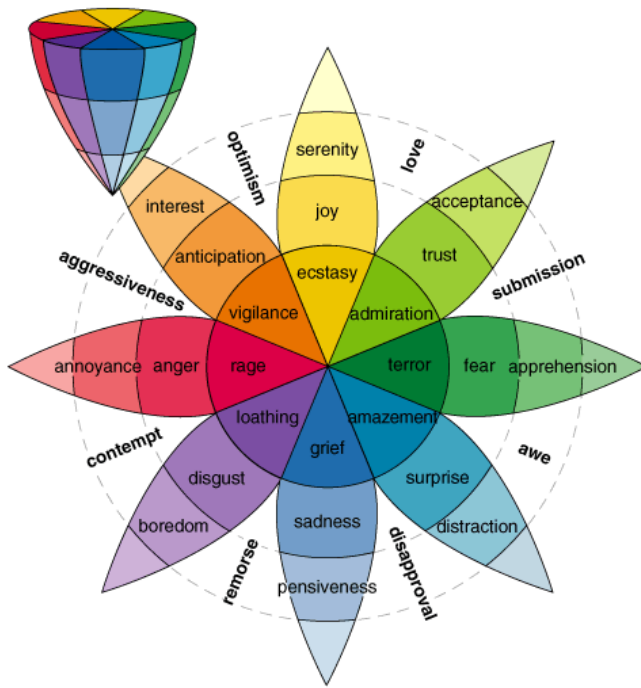 optimism
serenity
love
interest
acceptance
joy
anticipation
trust
aggressiveness
ecstasy
submission
vigilance
admiration
annoyance
anger
rage
terror
fear
apprehension
loathing
amazement
contempt
grief
awe
disgust
surprise
boredom
sadness
distraction
remorse
disapproval
pensiveness